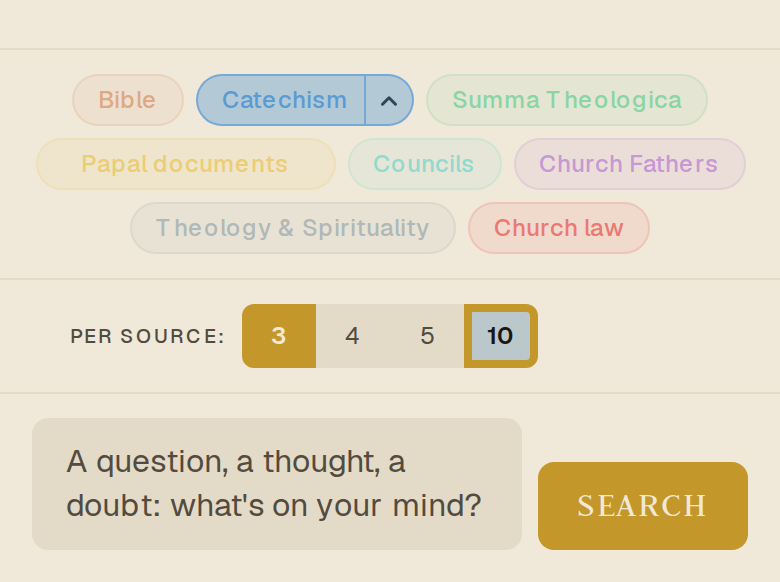 Bible Catechism Summa Theologica
Papal documents Councils Church Fathers
Theology & Spirituality Church law
PER SOURCE: 3 4 5 10
A question, a thought, a
doubt: what's on your mind?
SEARCH